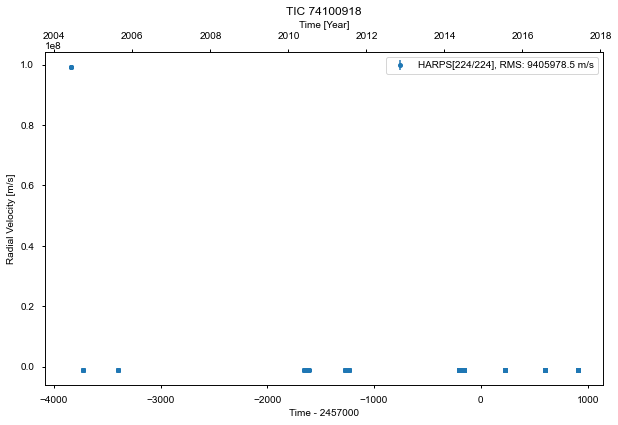 TIC 74100918
Time [Year]
2004 2006 2008 2010 2012 2014 2016 2018
1e8
HARPS[224/224], RMS: 9405978.5 m/s
1.0
0.8
0.6
0.4
0.2
0.0
Radial Velocity [m/s]
−4000 −3000 −2000 −1000 0 1000
Time - 2457000